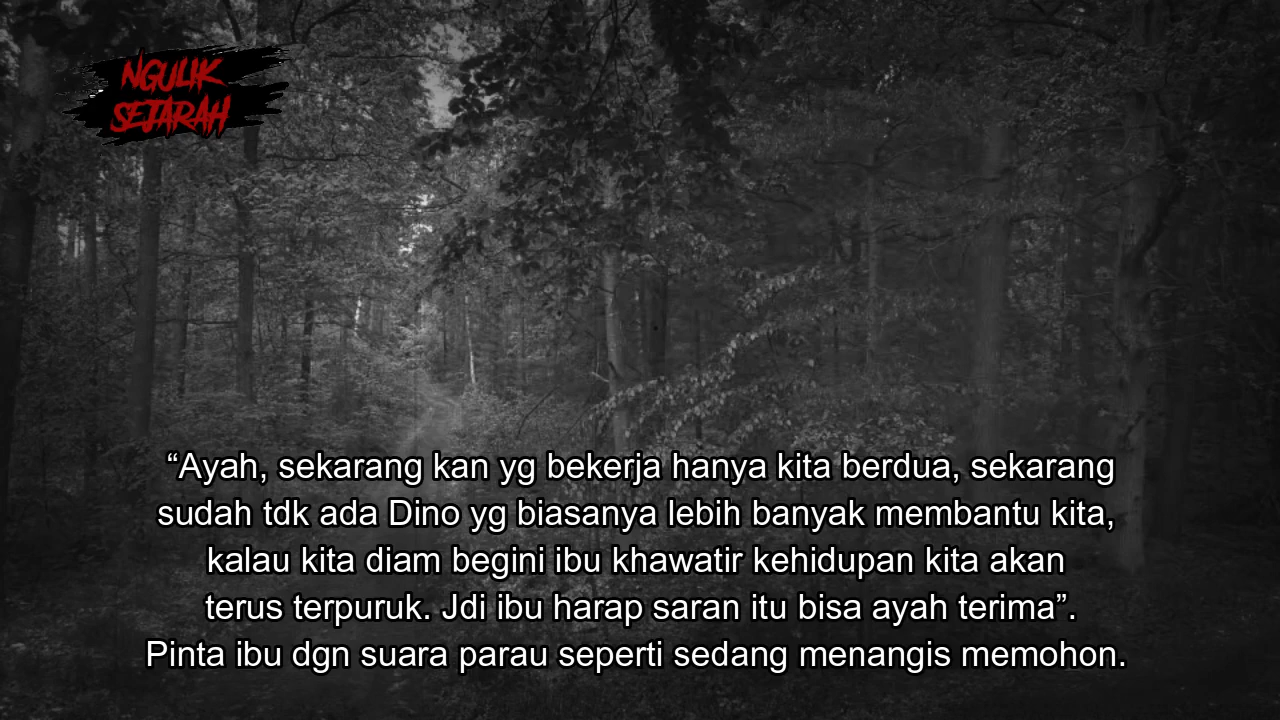 NGULIK
SEJARAH
“Ayah, sekarang kan yg bekerja hanya kita berdua, sekarang
sudah tdk ada Dino yg biasanya lebih banyak membantu kita,
kalau kita diam begini ibu khawatir kehidupan kita akan
terus terpuruk. Jdi ibu harap saran itu bisa ayah terima”.
Pinta ibu dgn suara parau seperti sedang menangis memohon.